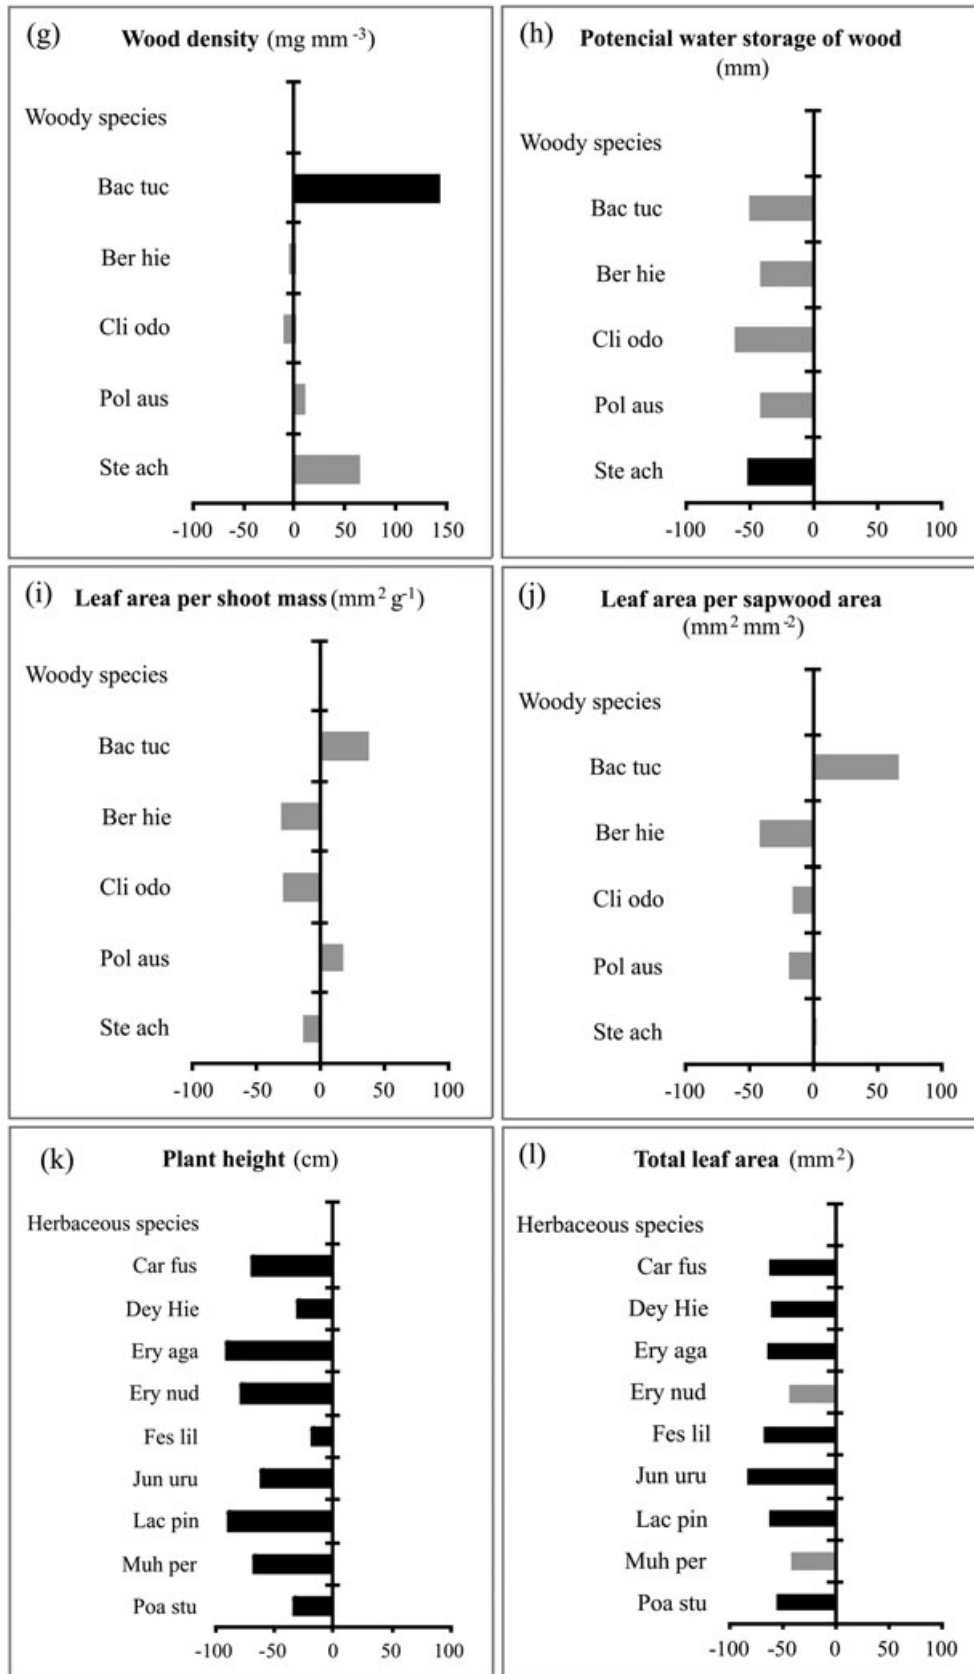 (g) Wood density (mg mm -3)
Woody species
Bac tuc
Ber hie
Cli odo
Pol aus
Ste ach
-100 -50 0 50 100 150
(h) Potencial water storage of wood
(mm)
Woody species
Bac tuc
Ber hie
Cli odo
Pol aus
Ste ach
-100 -50 0 50 100
(i) Leaf area per shoot mass (mm2 g-1)
Woody species
Bac tuc
Ber hie
Cli odo
Pol aus
Ste ach
-100 -50 0 50 100
(j) Leaf area per sapwood area
(mm2 mm-2)
Woody species
Bac tuc
Ber hie
Cli odo
Pol aus
Ste ach
-100 -50 0 50 100
(k) Plant height (cm)
Herbaceous species
Car fus
Dey Hie
Ery aga
Ery nud
Fes lil
Jun uru
Lac pin
Muh per
Poa stu
-100 -50 0 50 100
(l) Total leaf area (mm2)
Herbaceous species
Car fus
Dey Hie
Ery aga
Ery nud
Fes lil
Jun uru
Lac pin
Muh per
Poa stu
-100 -50 0 50 100